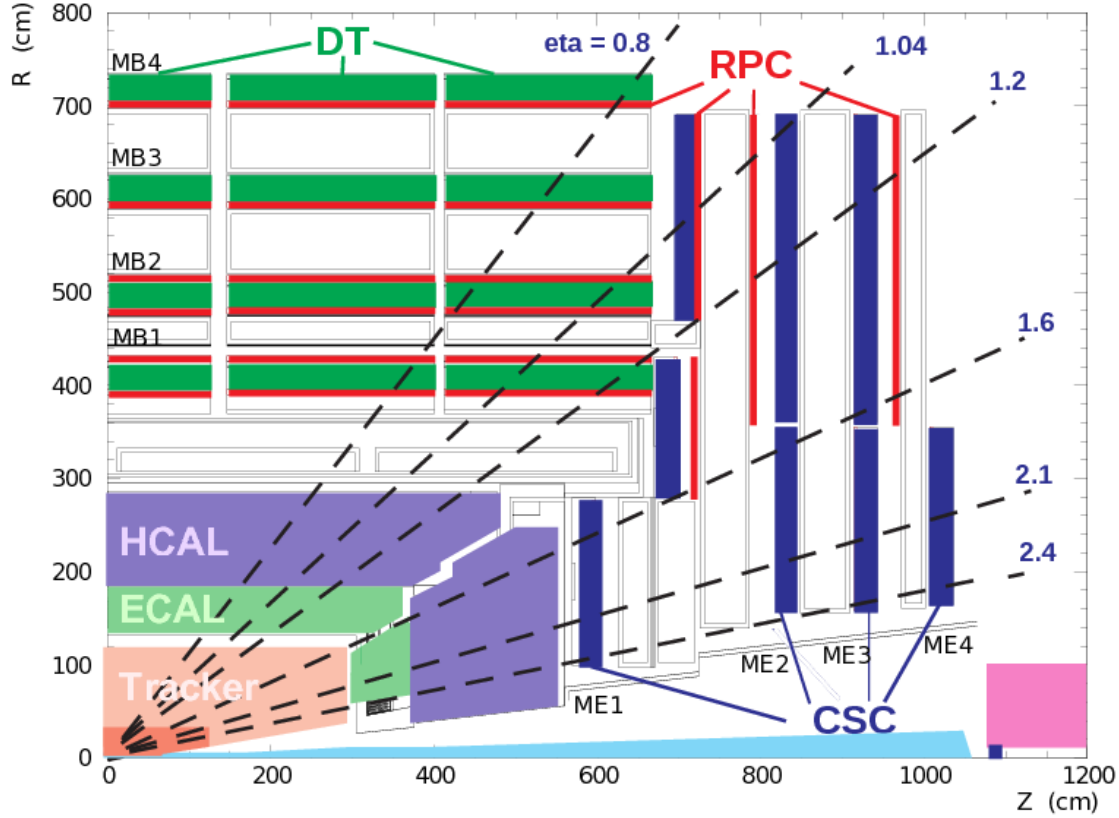 R (cm)
800
DT
eta = 0.8
1.04
RPC
1.2
MB4
700
MB3
600
MB2
500
MB1
400
1.6
300
2.1
HCAL
2.4
200
ECAL
100
Tracker
ME1
ME2
ME3
ME4
CSC
0
0
200
400
600
800
1000
1200
Z (cm)